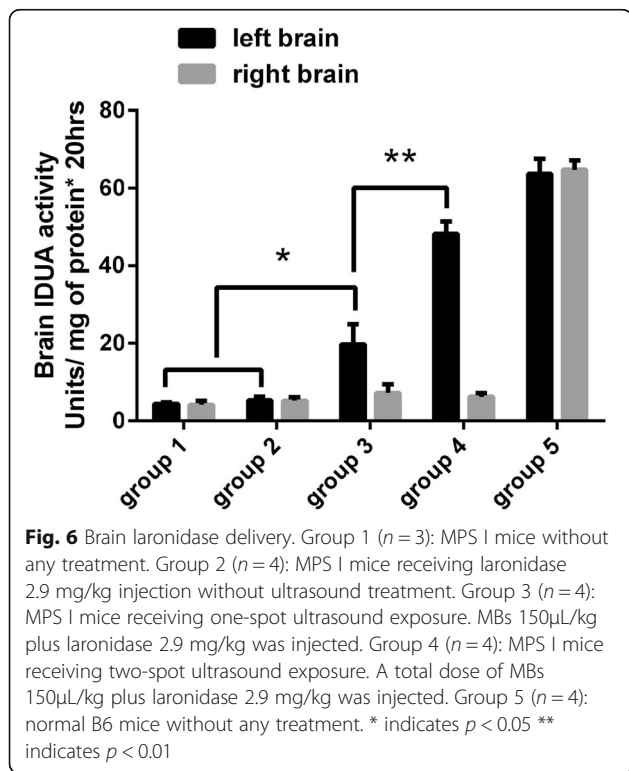 left brain
right brain
Brain IDUA activity
Units/ mg of protein* 20hrs
80
60
40
20
0
*
**
group 1
group 2
group 3
group 4
group 5
Fig. 6 Brain laronidase delivery. Group 1 (n = 3): MPS I mice without
any treatment. Group 2 (n = 4): MPS I mice receiving laronidase
2.9 mg/kg injection without ultrasound treatment. Group 3 (n = 4):
MPS I mice receiving one-spot ultrasound exposure. MBs 150μL/kg
plus laronidase 2.9 mg/kg was injected. Group 4 (n = 4): MPS I mice
receiving two-spot ultrasound exposure. A total dose of MBs
150μL/kg plus laronidase 2.9 mg/kg was injected. Group 5 (n = 4):
normal B6 mice without any treatment. * indicates p < 0.05 **
indicates p < 0.01